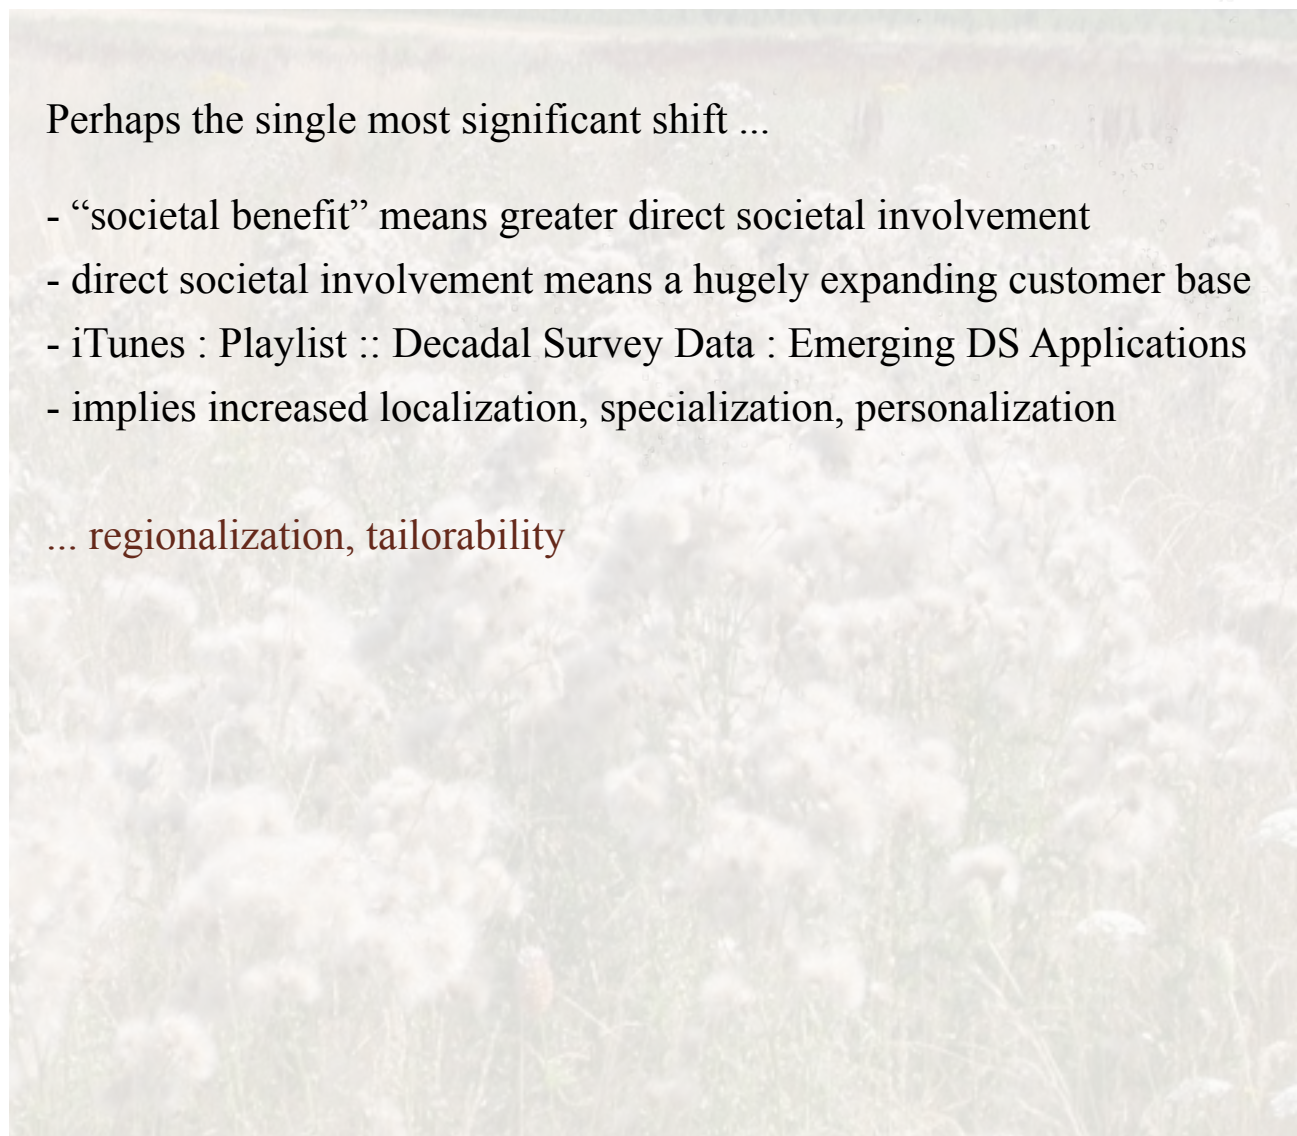 Perhaps the single most significant shift ...
- “societal benefit” means greater direct societal involvement
- direct societal involvement means a hugely expanding customer base
- iTunes : Playlist :: Decadal Survey Data : Emerging DS Applications
- implies increased localization, specialization, personalization
... regionalization, tailorability